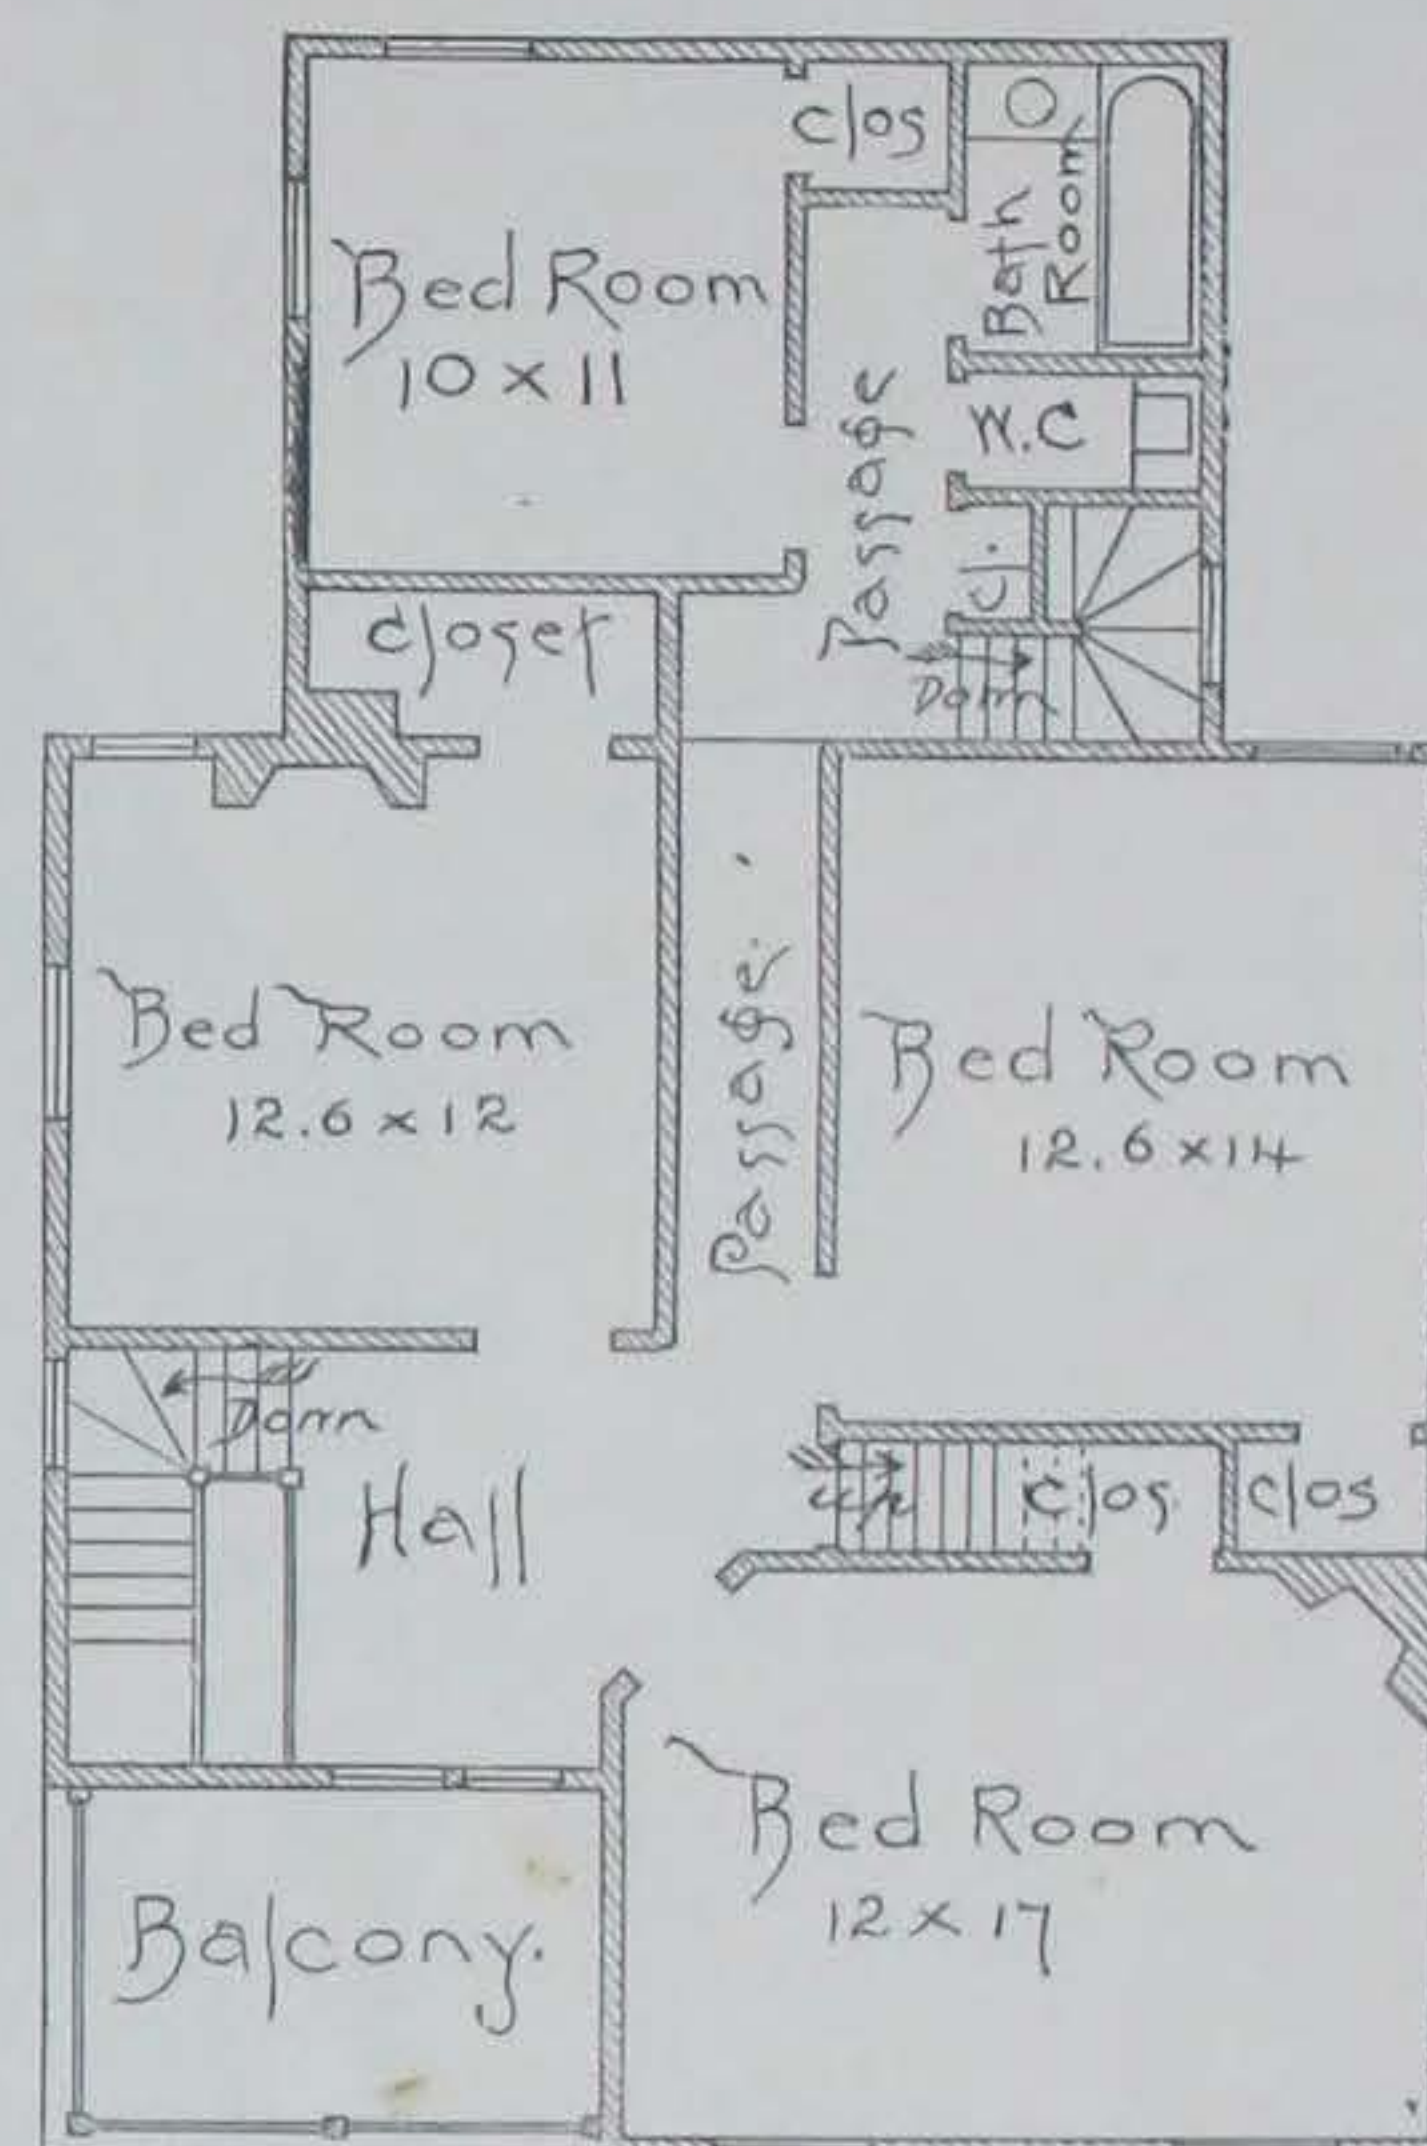 Clos
Bath
Room
Bed Room
10 x 11
W.C
Passage
Cl.
Closet
Down
Bed Room
12.6 x 12
Passage.
Bed Room
12.6 x 14
Down
Hall
Up
Clos
Clos
Bed Room
12 x 17
Balcony.